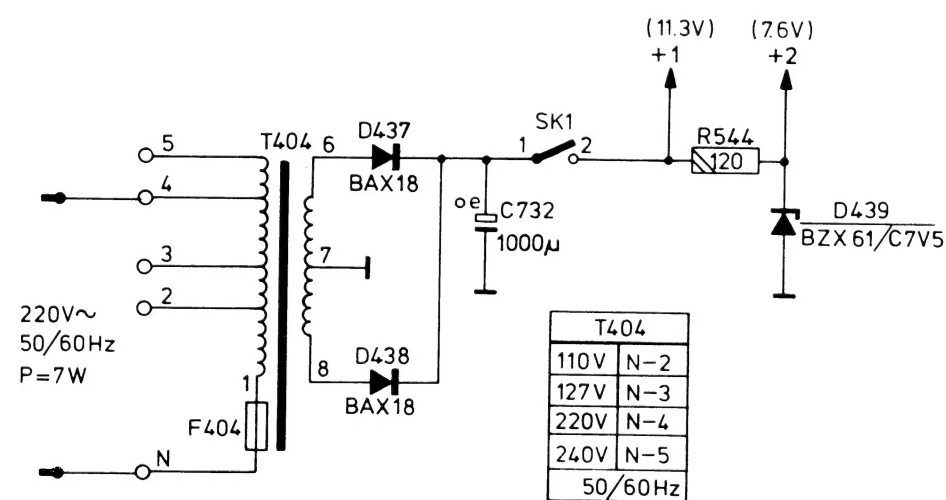 (11.3V) (7.6V)
+1 +2
SK1
1 2
R544
120
5
T404
6
D437
BAX18
4
e
C732
1000µ
D439
BZX61/C7V5
3
7
2
220V~
50/60Hz
P=7W
1
F404
8
D438
BAX18
N
T404
110V N-2
127V N-3
220V N-4
240V N-5
50/60Hz